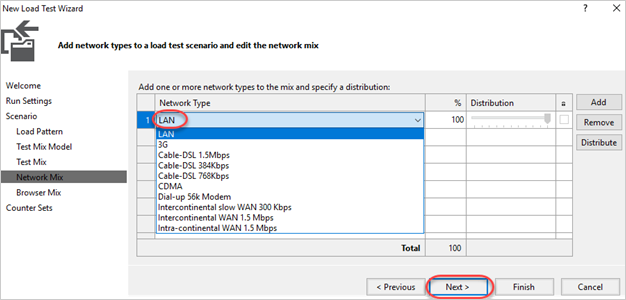 New Load Test Wizard
Add network types to a load test scenario and edit the network mix
Welcome
Run Settings
Scenario
Load Pattern
Test Mix Model
Test Mix
Network Mix
Browser Mix
Counter Sets
Add one or more network types to the mix and specify a distribution:
Network Type % Distribution
1 LAN 100
LAN
3G
Cable-DSL 1.5Mbps
Cable-DSL 384Kbps
Cable-DSL 768Kbps
CDMA
Dial-up 56k Modem
Intercontinental slow WAN 300 Kbps
Intercontinental WAN 1.5 Mbps
Intra-continental WAN 1.5 Mbps
Total 100
Add
Remove
Distribute
< Previous Next > Finish Cancel